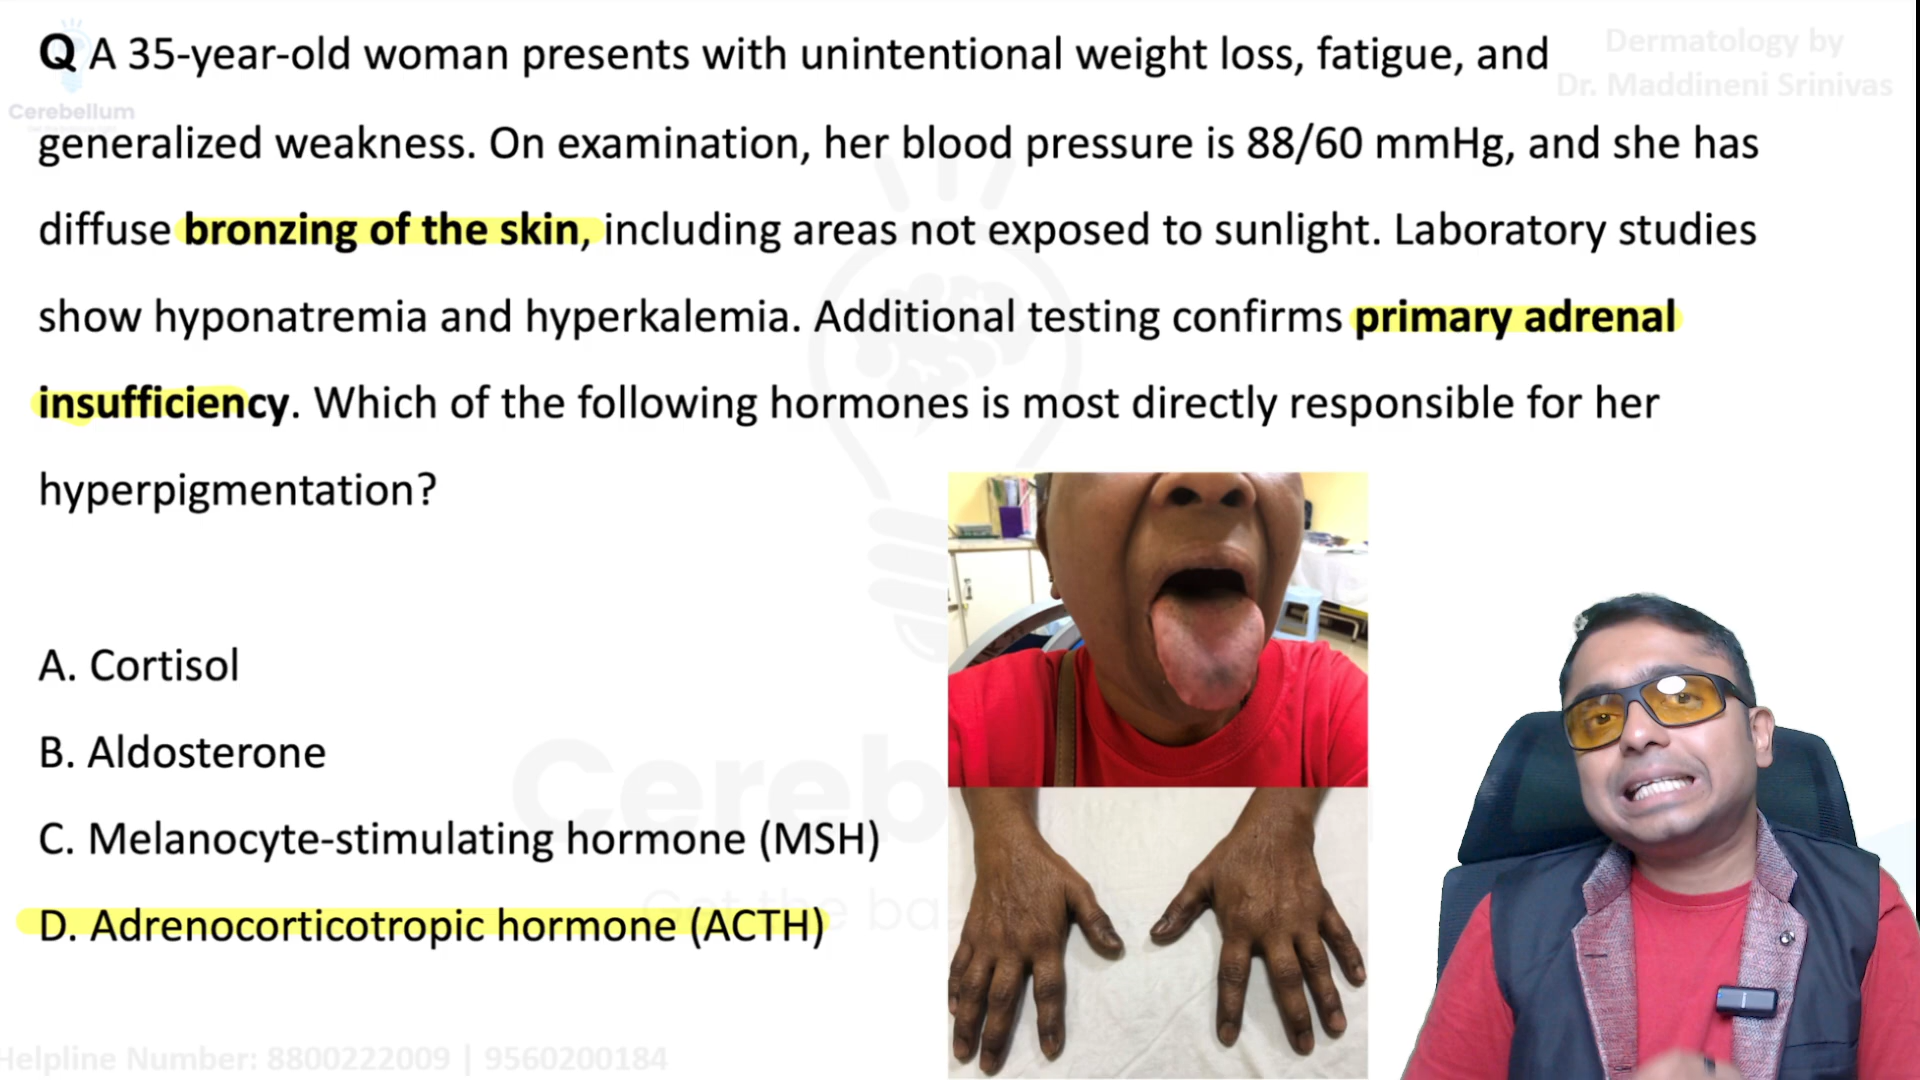 Q A 35-year-old woman presents with unintentional weight loss, fatigue, and
Dermatology by
Dr. Maddineni Srinivas
Cerebellum
generalized weakness. On examination, her blood pressure is 88/60 mmHg, and she has
diffuse bronzing of the skin, including areas not exposed to sunlight. Laboratory studies
show hyponatremia and hyperkalemia. Additional testing confirms primary adrenal
insufficiency. Which of the following hormones is most directly responsible for her
hyperpigmentation?
A. Cortisol
B. Aldosterone
C. Melanocyte-stimulating hormone (MSH)
D. Adrenocorticotropic hormone (ACTH)
Helpline Number: 8800222009 | 9560200184